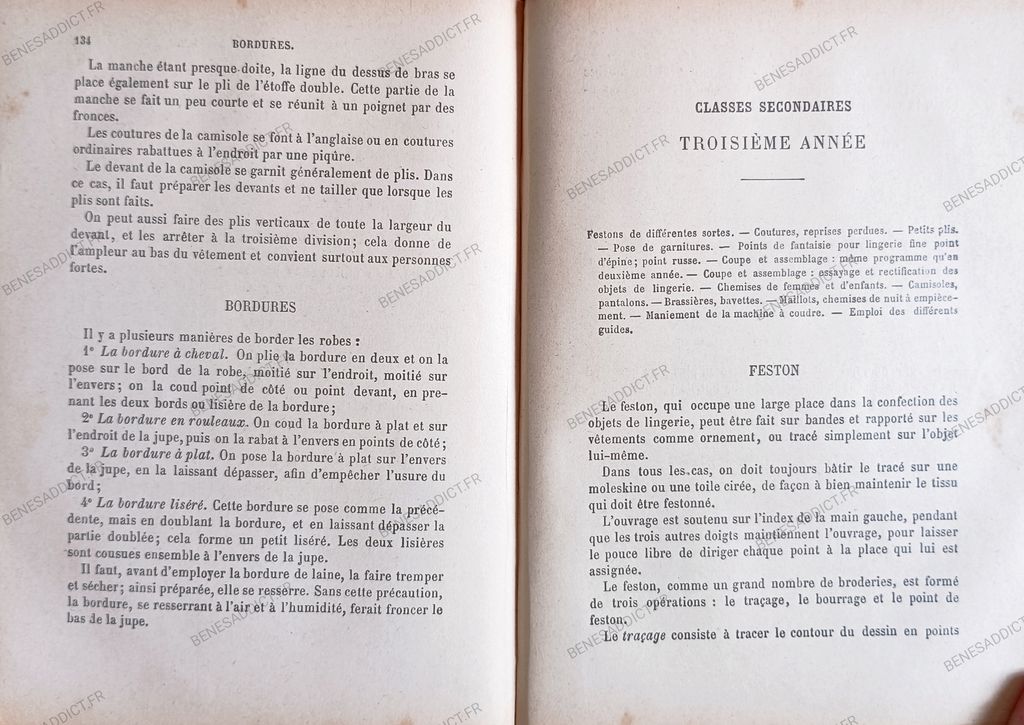 134
BORDURES.
La manche étant presque doite, la ligne du dessus de bras se
place également sur le pli de l'étoffe double. Cette partie de la
manche se fait un peu courte et se réunit à un poignet par des
fronces.
Les coutures de la camisole se font à l'anglaise ou en coutures
ordinaires rabattues à l'endroit par une piqûre.
Le devant de la camisole se garnit généralement de plis. Dans
ce cas, il faut préparer les devants et ne tailler que lorsque les
plis sont faits.
On peut aussi faire des plis verticaux de toute la largeur du
devant, et les arrêter à la troisième division; cela donne de
l'ampleur au bas du vêtement et convient surtout aux personnes
fortes.
BORDURES
Il y a plusieurs manières de border les robes :
1° La bordure à cheval. On plie la bordure en deux et on la
pose sur le bord de la robe, moitié sur l'endroit, moitié sur
l'envers; on la coud point de côté ou point devant, en pre-
nant les deux bords ou lisière de la bordure;
2° La bordure en rouleaux. On coud la bordure à plat et sur
l'endroit de la jupe, puis on la rabat à l'envers en points de côté;
3° La bordure à plat. On pose la bordure à plat sur l'envers
de la jupe, en la laissant dépasser, afin d'empêcher l'usure du
bord;
4° La bordure liséré. Cette bordure se pose comme la précé-
dente, mais en doublant la bordure, et en laissant dépasser la
partie doublée; cela forme un petit liséré. Les deux lisières
sont cousues ensemble à l'envers de la jupe.
Il faut, avant d'employer la bordure de laine, la faire tremper
et sécher; ainsi préparée, elle se resserre. Sans cette précaution,
la bordure, se resserrant à l'air et à l'humidité, ferait froncer le
bas de la jupe.
CLASSES SECONDAIRES
TROISIÈME ANNÉE
Festons de différentes sortes. — Coutures, reprises perdues. — Petits plis.
— Pose de garnitures. — Points de fantaisie pour lingerie fine point
d'épine; point russe. — Coupe et assemblage : même programme qu'en
deuxième année. — Coupe et assemblage : essayage et rectification des
objets de lingerie. — Chemises de femmes et d'enfants. — Camisoles,
pantalons. — Brassières, bavettes. — Maillots, chemises de nuit à empièce-
ment. — Maniement de la machine à coudre. — Emploi des différents
guides.
FESTON
Le feston, qui occupe une large place dans la confection des
objets de lingerie, peut être fait sur bandes et rapporté sur les
vêtements comme ornement, ou tracé simplement sur l'objet
lui-même.
Dans tous les cas, on doit toujours bâtir le tracé sur une
moleskine ou une toile cirée, de façon à bien maintenir le tissu
qui doit être festonné.
L'ouvrage est soutenu sur l'index de la main gauche, pendant
que les trois autres doigts maintiennent l'ouvrage, pour laisser
le pouce libre de diriger chaque point à la place qui lui est
assignée.
Le feston, comme un grand nombre de broderies, est formé
de trois opérations : le traçage, le bourrage et le point de
feston.
Le traçage consiste à tracer le contour du dessin en points
BENESADDICT.FR